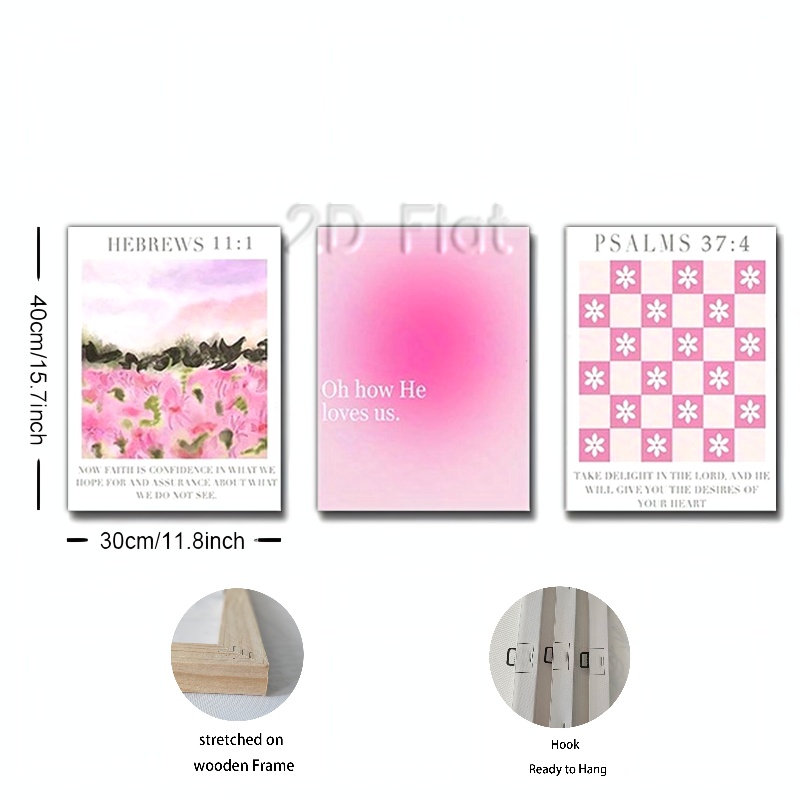 2.D Flat
HEBREWS 11:1
PSALMS 37:4
40cm/15.7inch
Oh how He
loves us.
NOW FAITH IS CONFIDENCE IN WHAT WE
HOPE FOR AND ASSURANCE ABOUT WHAT
WE DO NOT SEE.
TAKE DELIGHT IN THE LORD, AND HE
WILL GIVE YOU THE DESIRES OF
YOUR HEART
30cm/11.8inch
stretched on
wooden Frame
Hook
Ready to Hang